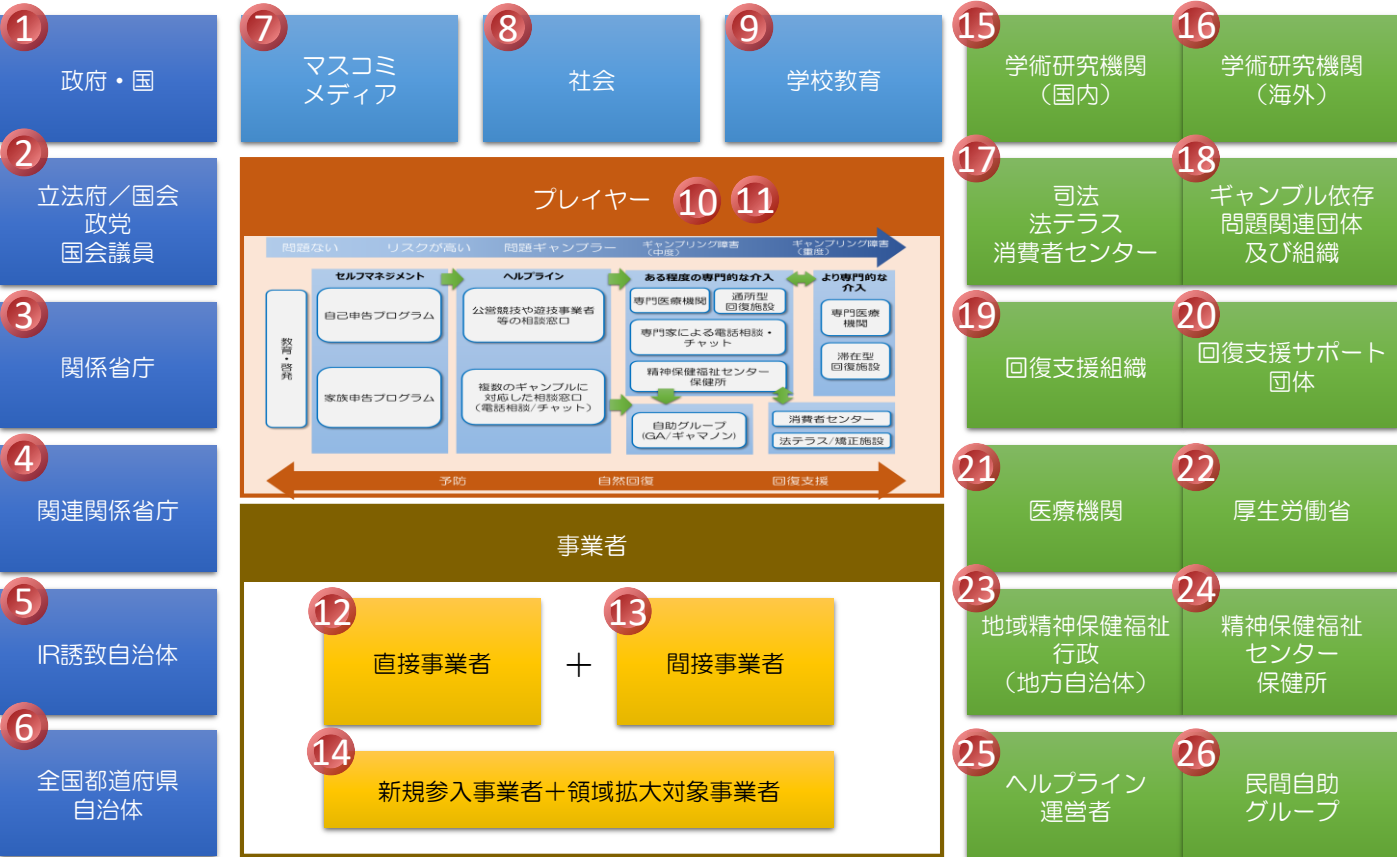 1
政府・国
2
立法府／国会
政党
国会議員
3
関係省庁
4
関連関係省庁
5
IR誘致自治体
6
全国都道府県
自治体
7
マスコミ
メディア
8
社会
9
学校教育
プレイヤー 10 11
問題ない リスクが高い 問題ギャンブラー ギャンブリング障害
（中度）
ギャンブリング障害
（重度）
教育・啓発
セルフマネジメント
自己申告プログラム
家族申告プログラム
ヘルプライン
公営競技や遊技事業者
等の相談窓口
複数のギャンブルに
対応した相談窓口
（電話相談/チャット）
ある程度の専門的な介入
専門医療機関
通所型
回復施設
専門家による電話相談・
チャット
精神保健福祉センター
保健所
自助グループ
(GA/ギャマノン)
より専門的な
介入
専門医療
機関
滞在型
回復施設
消費者センター
法テラス/矯正施設
予防 自然回復 回復支援
事業者
12
直接事業者
＋
13
間接事業者
14
新規参入事業者＋領域拡大対象事業者
15
学術研究機関
（国内）
16
学術研究機関
（海外）
17
司法
法テラス
消費者センター
18
ギャンブル依存
問題関連団体
及び組織
19
回復支援組織
20
回復支援サポート
団体
21
医療機関
22
厚生労働省
23
地域精神保健福祉
行政
（地方自治体）
24
精神保健福祉
センター
保健所
25
ヘルプライン
運営者
26
民間自助
グループ